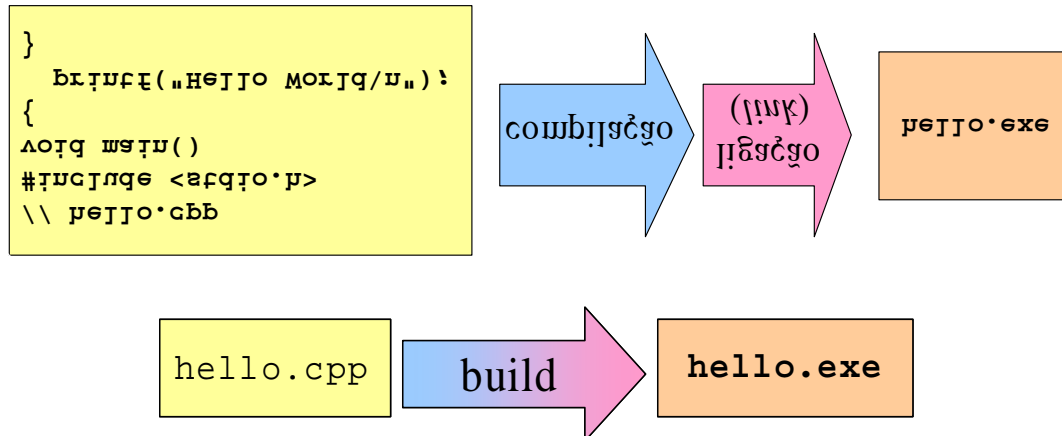 // hello.cpp
#include <stdio.h>
void main()
{
printf("Hello World\n");
}
compilação
ligação
(link)
hello.exe
hello.cpp
build
hello.exe